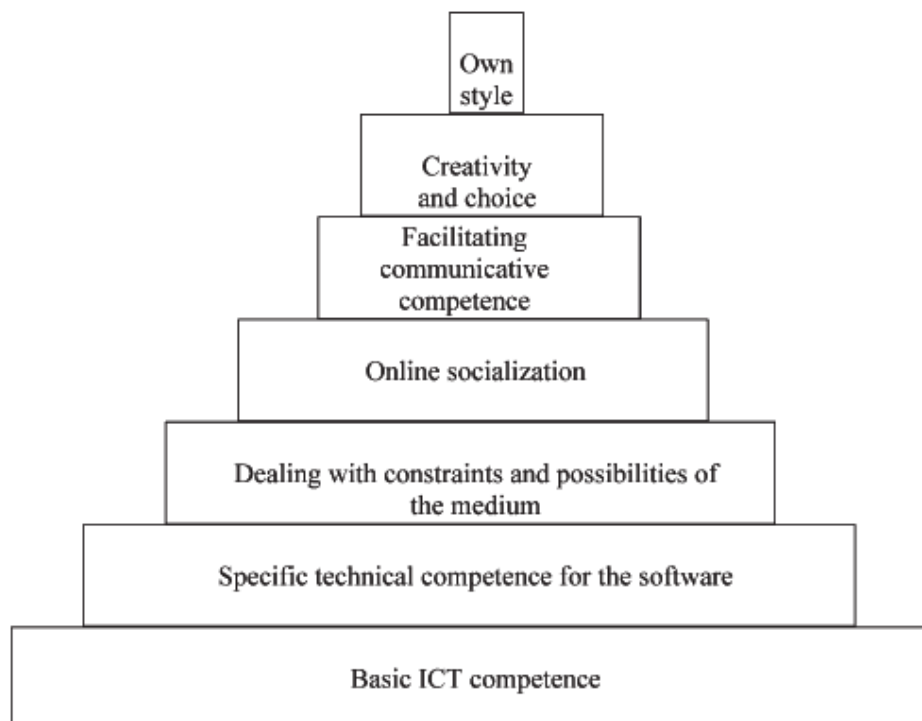 Own
style
Creativity
and choice
Facilitating
communicative
competence
Online socialization
Dealing with constraints and possibilities of
the medium
Specific technical competence for the software
Basic ICT competence